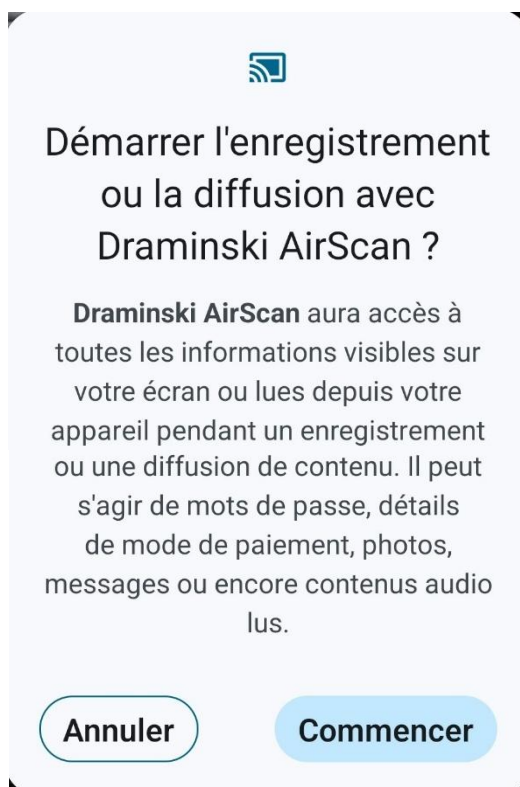 Démarrer l'enregistrement
ou la diffusion avec
Draminski AirScan ?
Draminski AirScan aura accès à
toutes les informations visibles sur
votre écran ou lues depuis votre
appareil pendant un enregistrement
ou une diffusion de contenu. Il peut
s'agir de mots de passe, détails
de mode de paiement, photos,
messages ou encore contenus audio
lus.
Annuler
Commencer